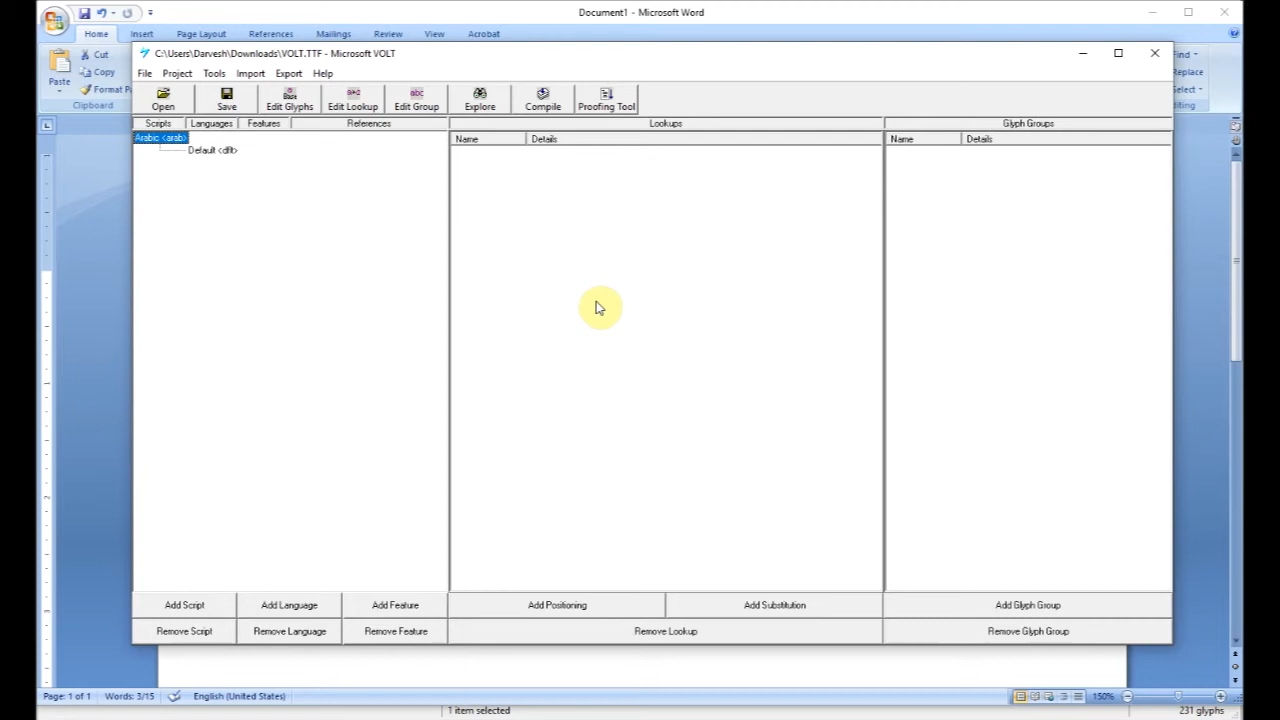 Document1 - Microsoft Word
Home Insert Page Layout References Mailings Review View Acrobat
Cut
Copy
Format Pa
Paste
Clipboard
Find
Replace
Select
diting
C:\Users\Darvesh\Downloads\VOLT.TTF - Microsoft VOLT
File Project Tools Import Export Help
Open Save Edit Glyphs Edit Lookup Edit Group Explore Compile Proofing Tool
Scripts Languages Features References Lookups Glyph Groups
Arabic <arab> Name Details Name Details
Default <dflt>
Add Script Add Language Add Feature Add Positioning Add Substitution Add Glyph Group
Remove Script Remove Language Remove Feature Remove Lookup Remove Glyph Group
Page: 1 of 1 Words: 3/15 English (United States) 150%
1 item selected 231 glyphs